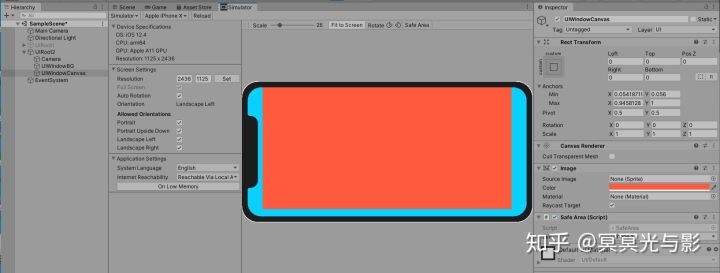 Hierarchy
All
SampleScene*
Main Camera
Directional Light
UIRoot
UIRoot2
Camera
UIWindowBG
UIWindowCanvas
EventSystem
Scene
Game
Asset Store
Simulator
Simulator
Apple iPhone X
Reload
Scale
26
Fit to Screen
Rotate
Safe Area
Device Specifications
OS: iOS 12.4
CPU: arm64
GPU: Apple A11 GPU
Resolution: 1125 x 2436
Screen Settings
Resolution 2436 1125 Set
Full Screen
Auto Rotation
Orientation Landscape Left
Allowed Orientations
Portrait
Portrait Upside Down
Landscape Left
Landscape Right
Application Settings
System Language English
Internet Reachability Reachable Via Local A
On Low Memory
Inspector
UIWindowCanvas Static
Tag Untagged Layer UI
Rect Transform
custom
custom
Left Top Pos Z
0 0 0
Right Bottom
0 0
R
Anchors
Min X 0.05418711 Y 0.056
Max X 0.9458128 Y 1
Pivot X 0.5 Y 0.5
Rotation X 0 Y 0 Z 0
Scale X 1 Y 1 Z 1
Canvas Renderer
Cull Transparent Mesh
Image
Source Image None (Sprite)
Color
Material None (Material)
Raycast Target
Safe Area (Script)
Script SafeArea
Shader UI/Default
知乎 @冥冥光与影